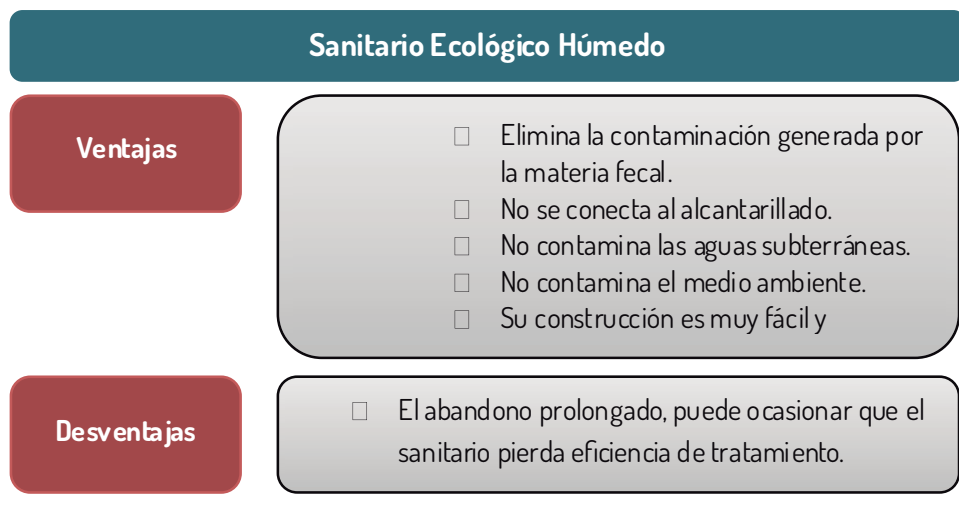 Sanitario Ecológico Húmedo
Ventajas
Elimina la contaminación generada por
la materia fecal.
No se conecta al alcantarillado.
No contamina las aguas subterráneas.
No contamina el medio ambiente.
Su construcción es muy fácil y
Desventajas
El abandono prolongado, puede ocasionar que el
sanitario pierda eficiencia de tratamiento.